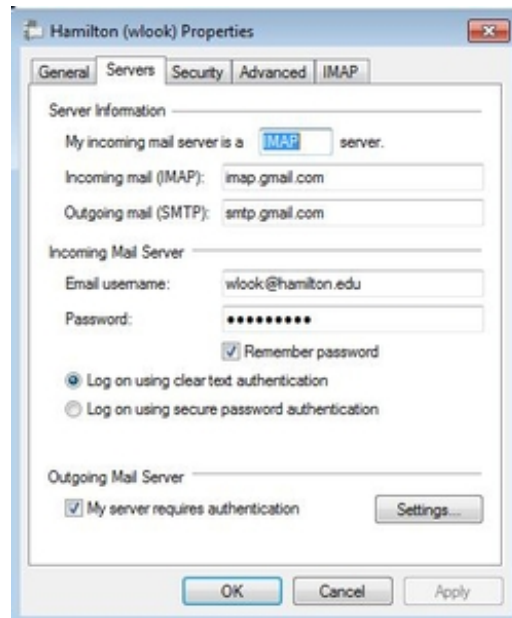 Hamilton (wlook) Properties
General Servers Security Advanced IMAP
Server Information
My incoming mail server is a IMAP server.
Incoming mail (IMAP): imap.gmail.com
Outgoing mail (SMTP): smtp.gmail.com
Incoming Mail Server
Email username: wlook@hamilton.edu
Password: •••••••••
Remember password
Log on using clear text authentication
Log on using secure password authentication
Outgoing Mail Server
My server requires authentication Settings...
OK Cancel Apply